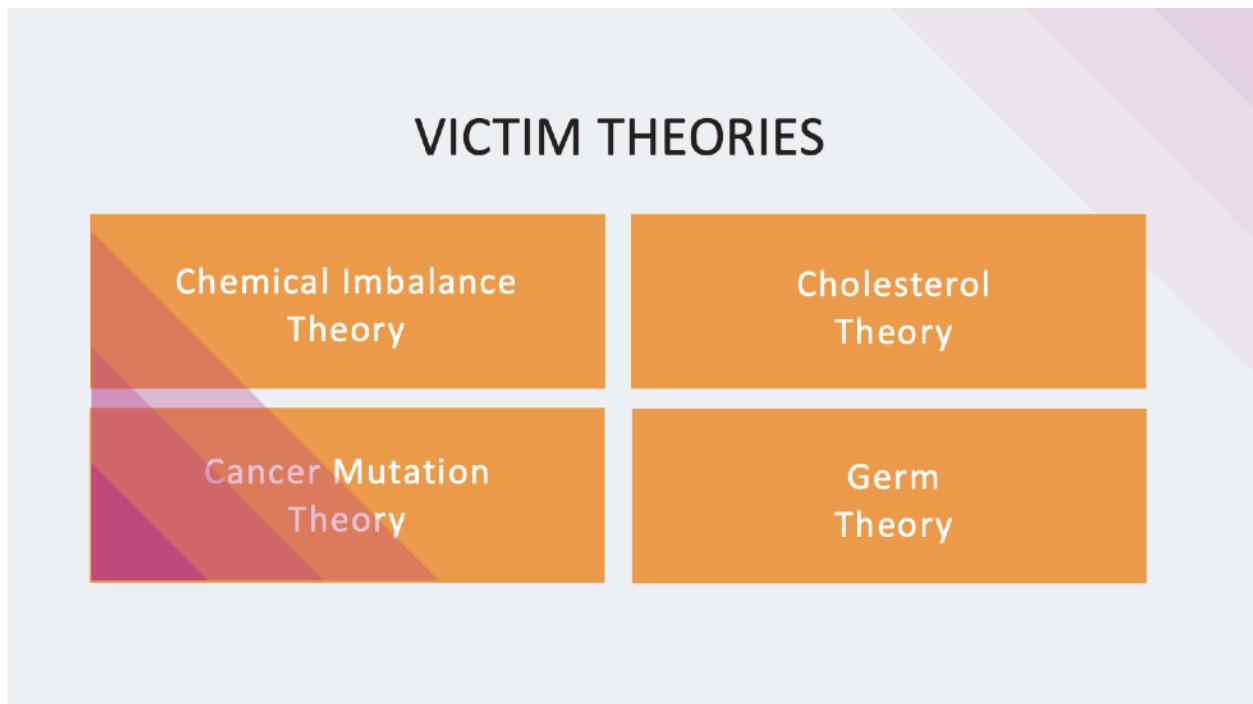 VICTIM THEORIES
Chemical Imbalance
Theory
Cholesterol
Theory
Cancer Mutation
Theory
Germ
Theory